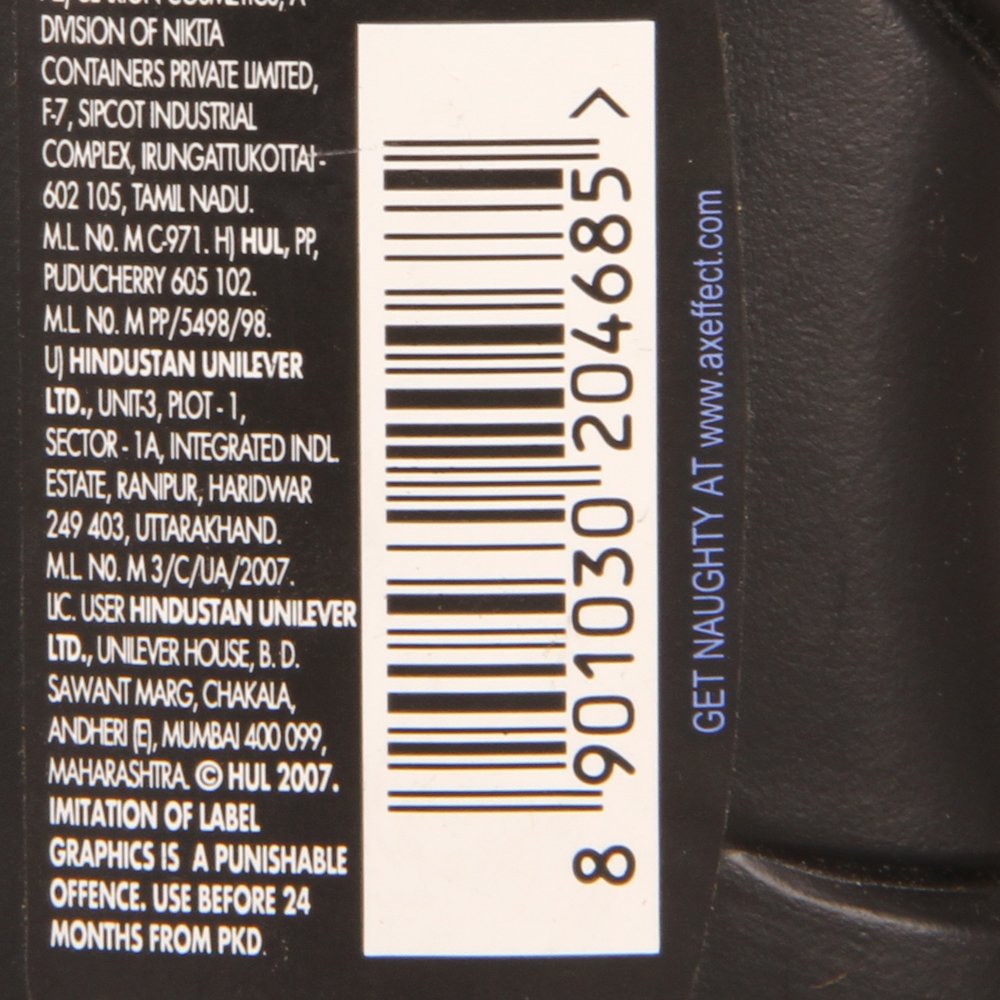 DIVISION OF NIKITA
CONTAINERS PRIVATE LIMITED,
F-7, SIPCOT INDUSTRIAL
COMPLEX, IRUNGATTUKOTTAI -
602 105, TAMIL NADU.
M.L. NO. M C-971. H) HUL, PP,
PUDUCHERRY 605 102.
M.L. NO. M PP/5498/98.
U) HINDUSTAN UNILEVER
LTD., UNIT-3, PLOT - 1,
SECTOR - 1A, INTEGRATED INDL.
ESTATE, RANIPUR, HARIDWAR
249 403, UTTARAKHAND.
M.L. NO. M 3/C/UA/2007.
LIC. USER HINDUSTAN UNILEVER
LTD., UNILEVER HOUSE, B. D.
SAWANT MARG, CHAKALA,
ANDHERI (E), MUMBAI 400 099,
MAHARASHTRA. © HUL 2007.
IMITATION OF LABEL
GRAPHICS IS A PUNISHABLE
OFFENCE. USE BEFORE 24
MONTHS FROM PKD.
8 901030 204685 >
GET NAUGHTY AT www.axeffect.com